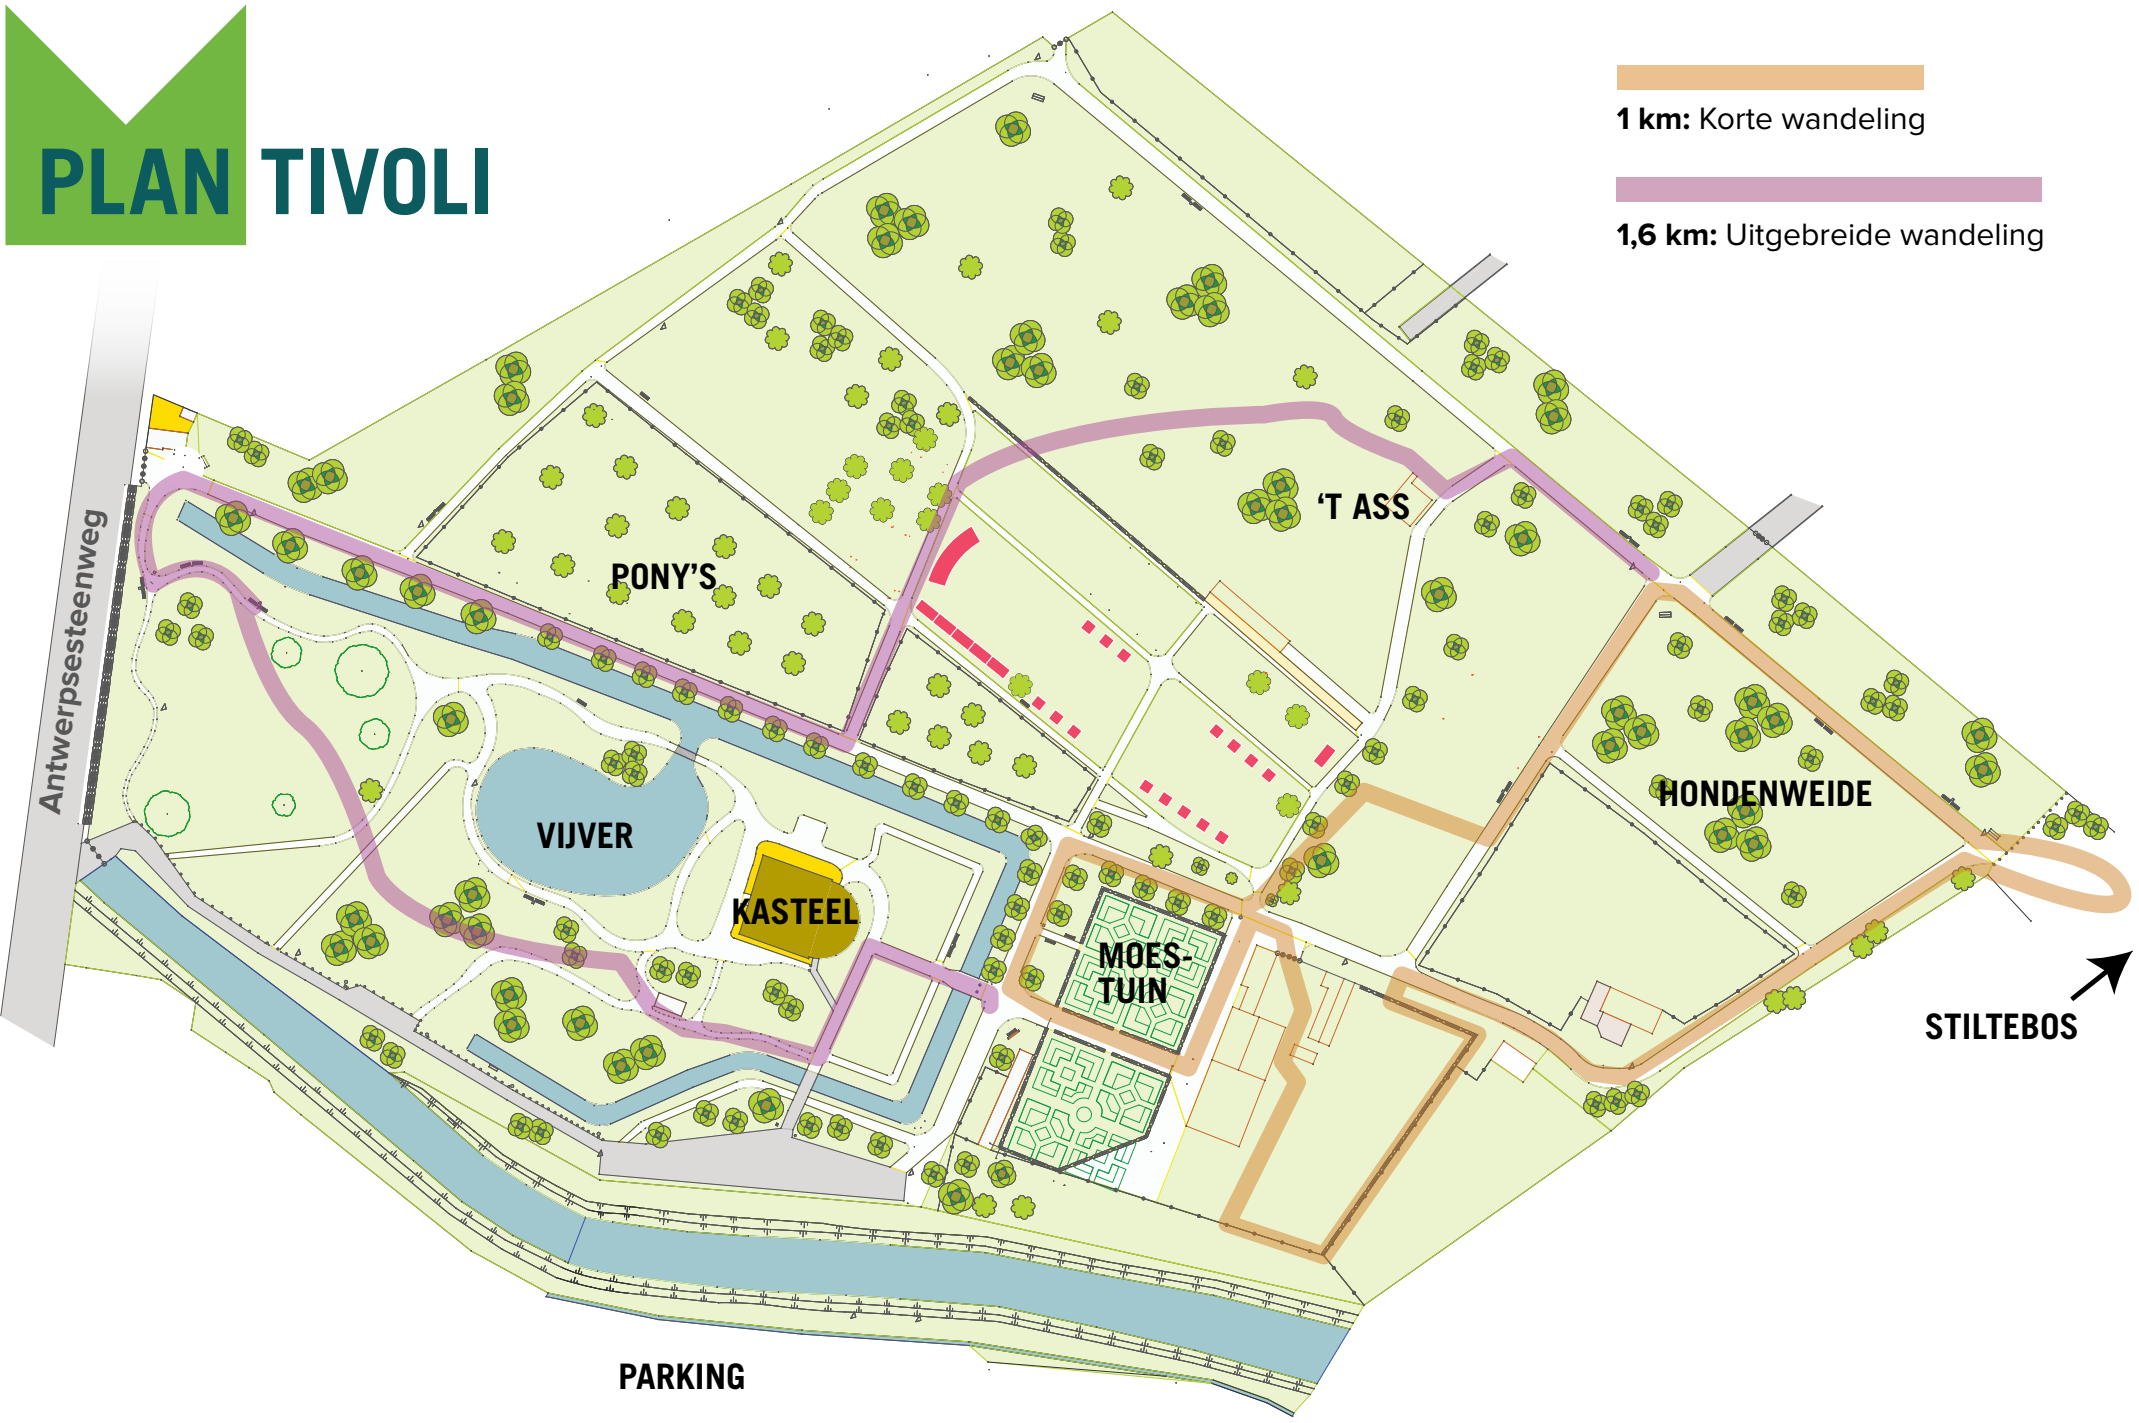 PLAN TIVOLI
1 km: Korte wandeling
1,6 km: Uitgebreide wandeling
Antwerpsesteenweg
PONY’S
‘T ASS
HONDENWEIDE
VIJVER
KASTEEL
MOES-
TUIN
STILTEBOS
PARKING